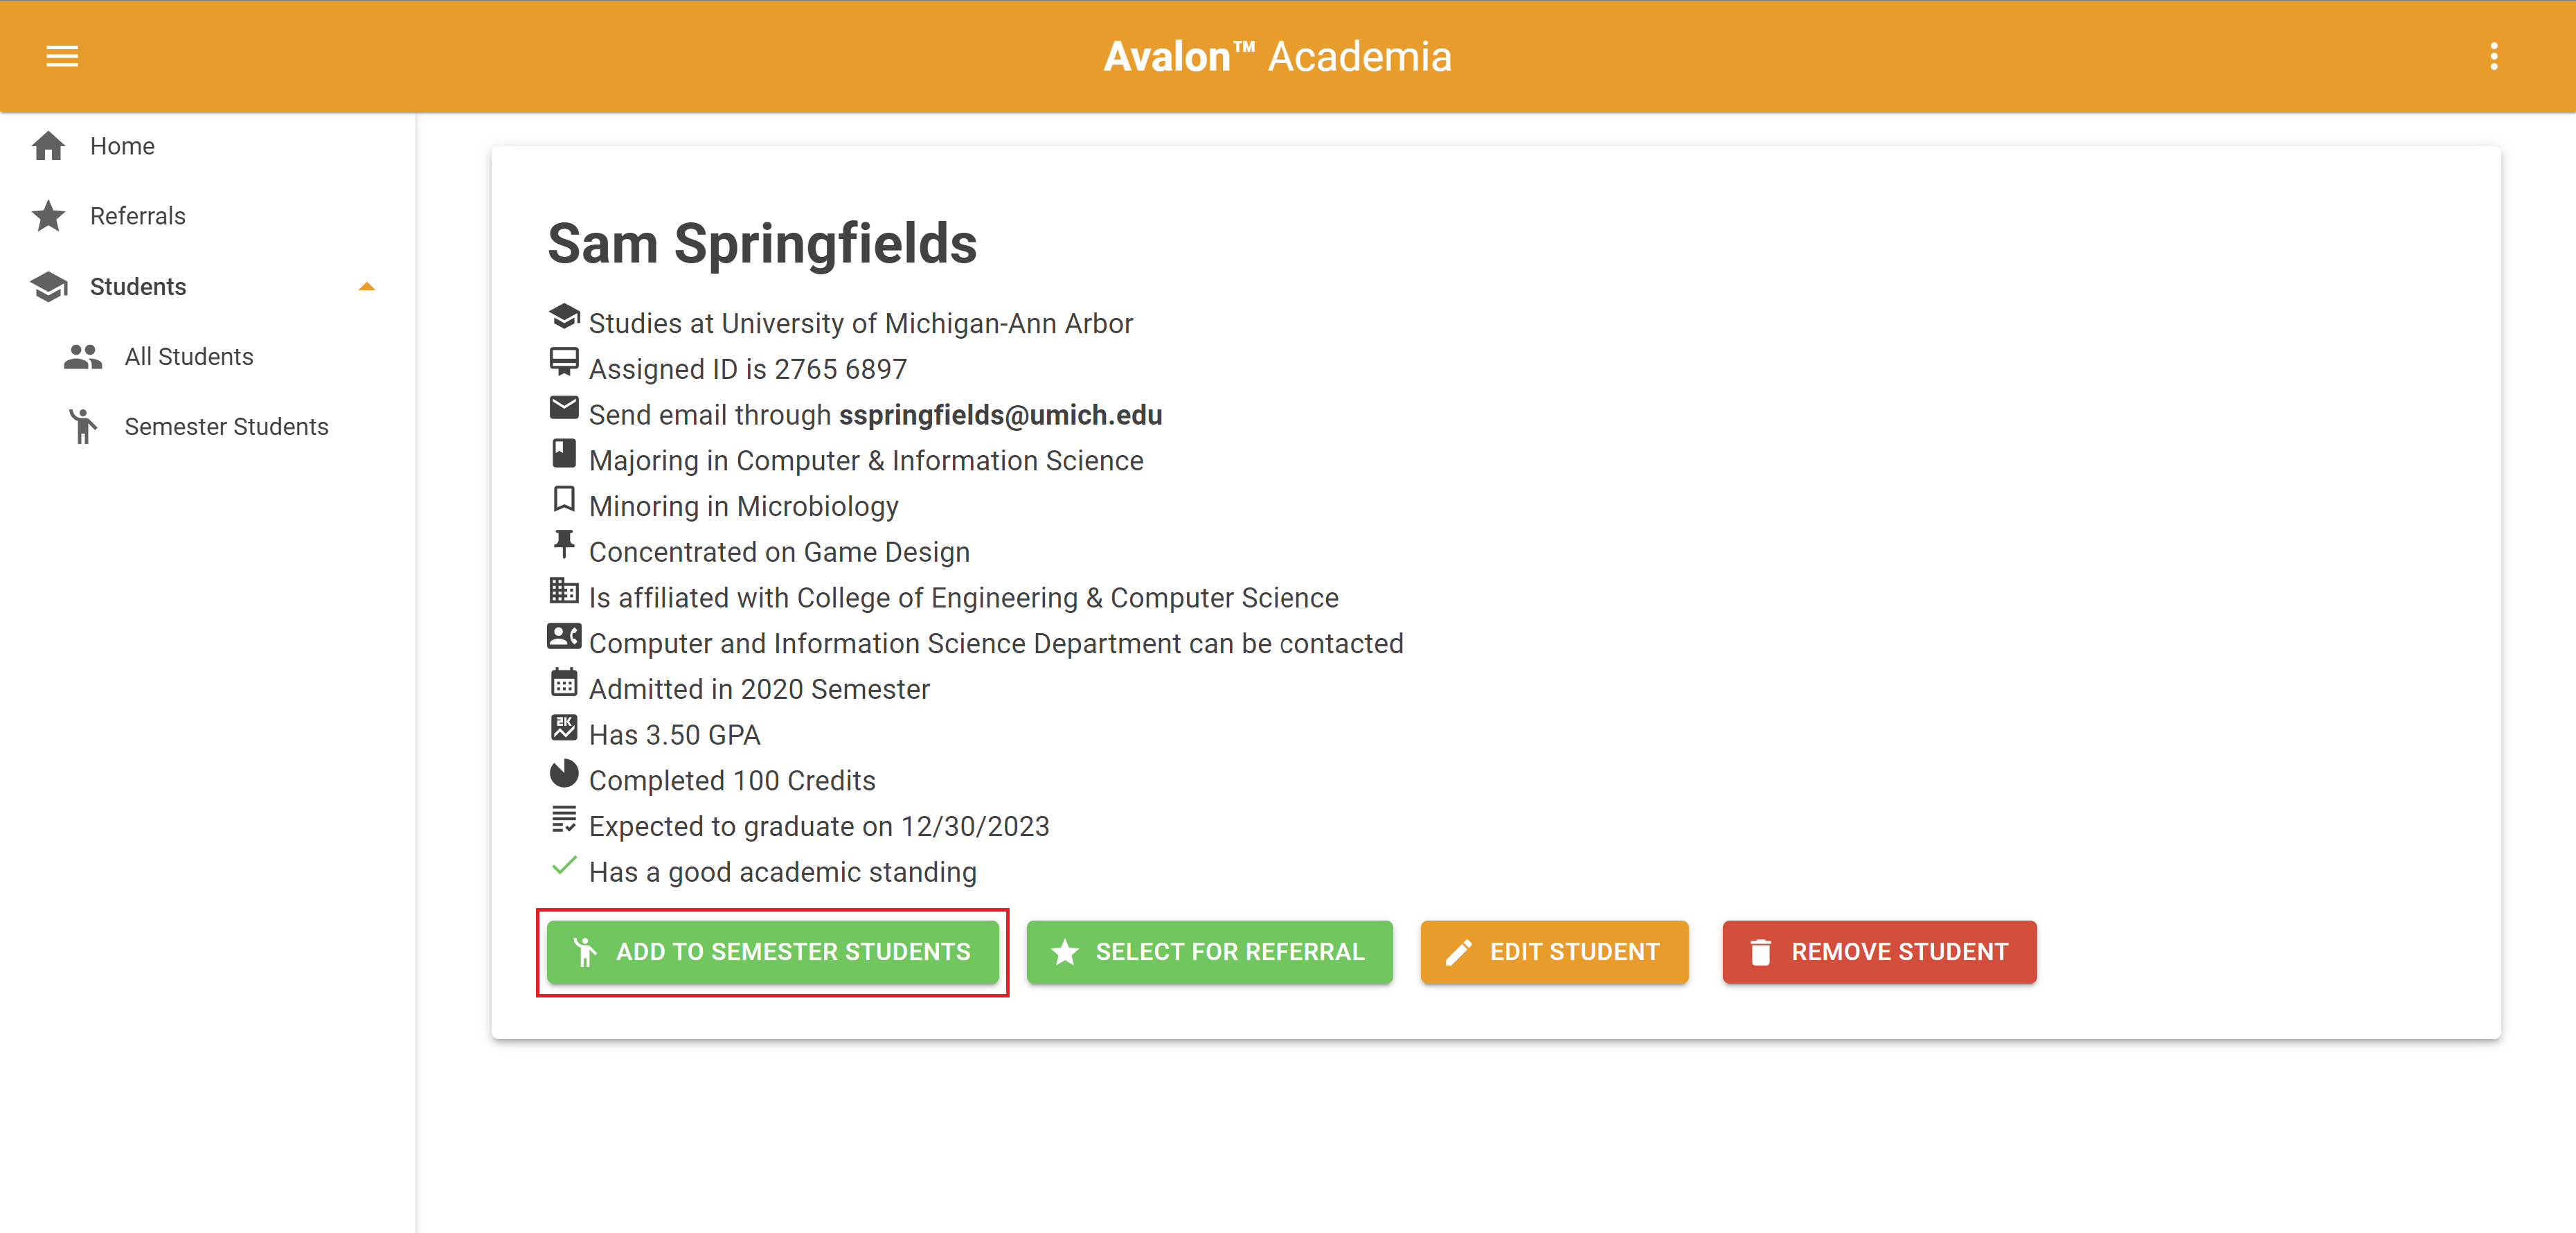 Avalon™ Academia
Home
Referrals
Students
All Students
Semester Students
Sam Springfields
Studies at University of Michigan-Ann Arbor
Assigned ID is 2765 6897
Send email through sspringfields@umich.edu
Majoring in Computer & Information Science
Minoring in Microbiology
Concentrated on Game Design
Is affiliated with College of Engineering & Computer Science
Computer and Information Science Department can be contacted
Admitted in 2020 Semester
2K
Has 3.50 GPA
Completed 100 Credits
Expected to graduate on 12/30/2023
Has a good academic standing
ADD TO SEMESTER STUDENTS
SELECT FOR REFERRAL
EDIT STUDENT
REMOVE STUDENT